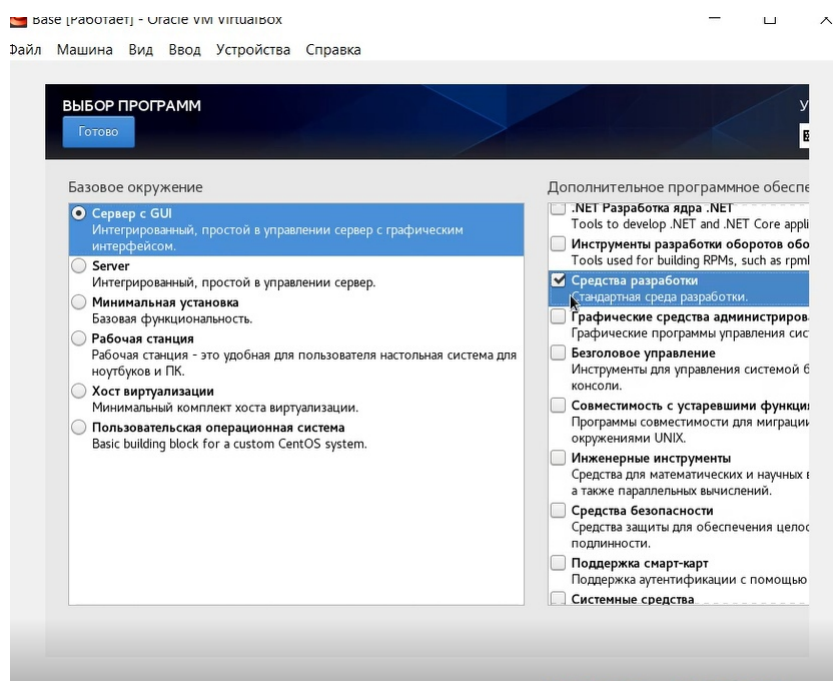 Base [Работает] - Oracle VM VirtualBox
Файл Машина Вид Ввод Устройства Справка
ВЫБОР ПРОГРАММ
Готово
Базовое окружение
Сервер с GUI
Интегрированный, простой в управлении сервер с графическим
интерфейсом.
Server
Интегрированный, простой в управлении сервер.
Минимальная установка
Базовая функциональность.
Рабочая станция
Рабочая станция - это удобная для пользователя настольная система для
ноутбуков и ПК.
Хост виртуализации
Минимальный комплект хоста виртуализации.
Пользовательская операционная система
Basic building block for a custom CentOS system.
Дополнительное программное обеспе
.NET Разработка ядра .NET
Tools to develop .NET and .NET Core appli
Инструменты разработки оборотов обо
Tools used for building RPMs, such as rpml
Средства разработки
Стандартная среда разработки.
Графические средства администриров
Графические программы управления сис
Безголовое управление
Инструменты для управления системой б
консоли.
Совместимость с устаревшими функци
Программы совместимости для миграции
окружениями UNIX.
Инженерные инструменты
Средства для математических и научных в
а также параллельных вычислений.
Средства безопасности
Средства защиты для обеспечения целос
подлинности.
Поддержка смарт-карт
Поддержка аутентификации с помощью
Системные средства